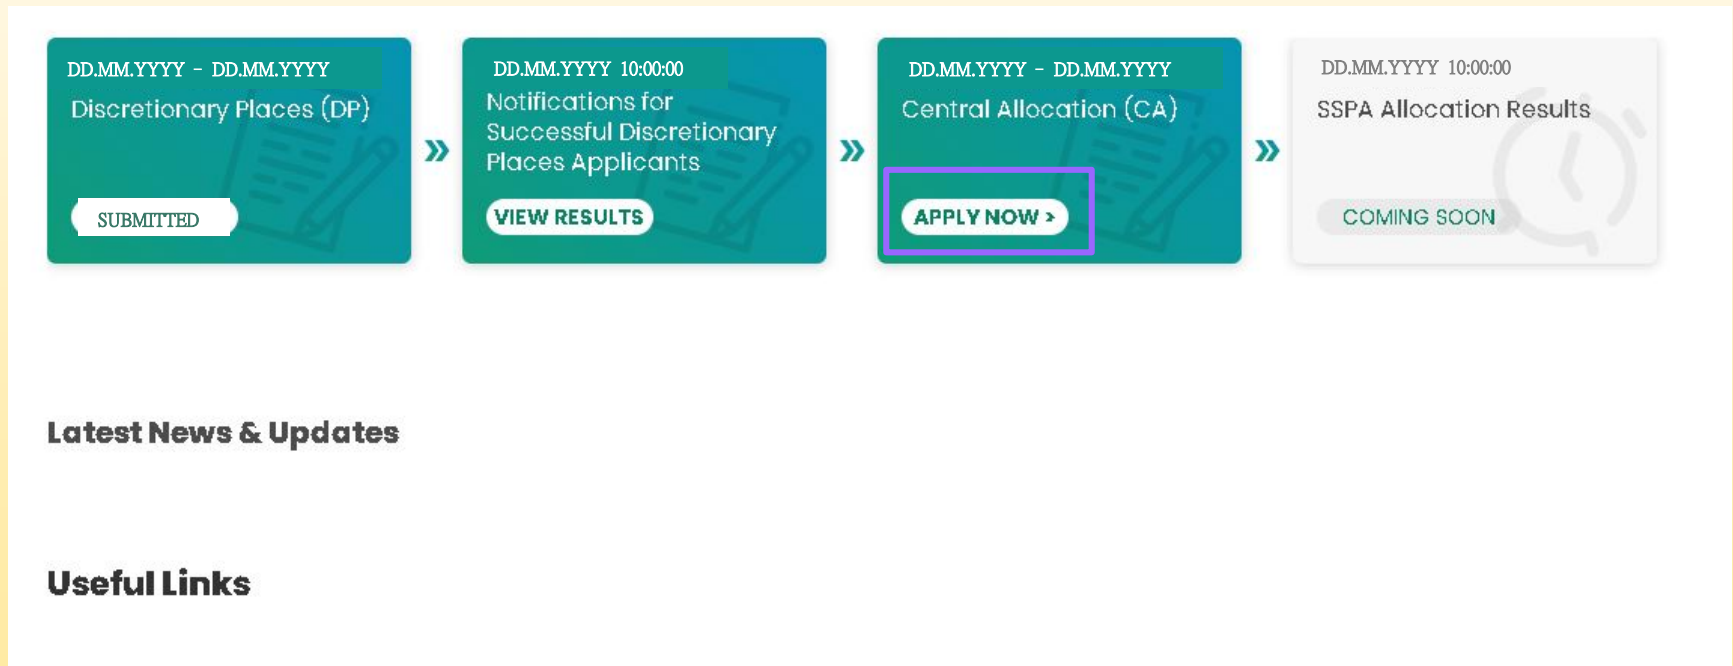 DD.MM.YYYY - DD.MM.YYYY
Discretionary Places (DP)
SUBMITTED
»
DD.MM.YYYY 10:00:00
Notifications for
Successful Discretionary
Places Applicants
VIEW RESULTS
»
DD.MM.YYYY - DD.MM.YYYY
Central Allocation (CA)
APPLY NOW >
»
DD.MM.YYYY 10:00:00
SSPA Allocation Results
COMING SOON
Latest News & Updates
Useful Links